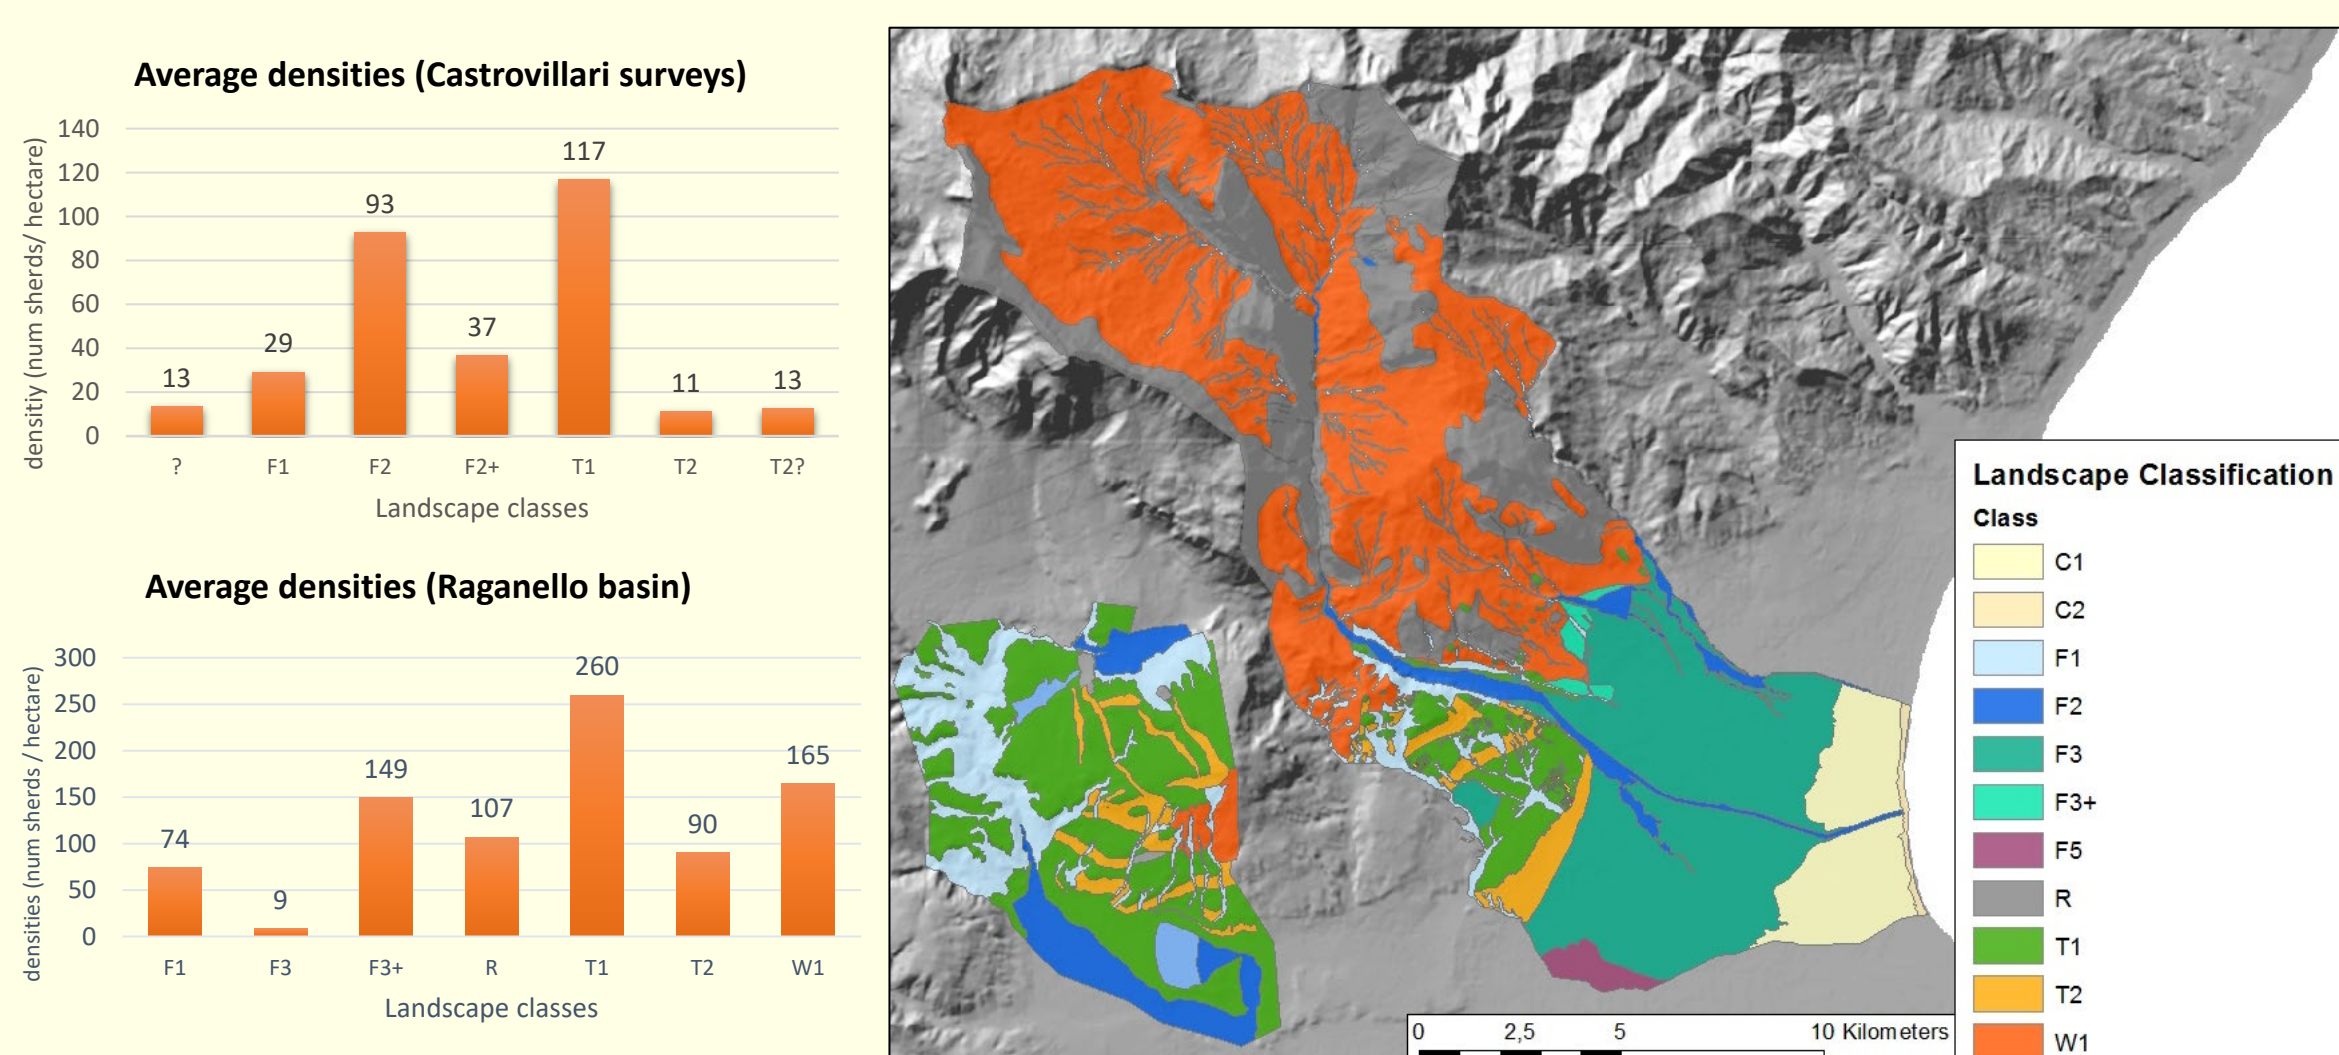 Average densities (Castrovillari surveys)
densitiy (num sherds/ hectare)
140
120
100
80
60
40
20
0
13
29
93
37
117
11
13
?
F1
F2
F2+
T1
T2
T2?
Landscape classes
Average densities (Raganello basin)
densities (num sherds / hectare)
300
250
200
150
100
50
0
74
9
149
107
260
90
165
F1
F3
F3+
R
T1
T2
W1
Landscape classes
Landscape Classification
Class
C1
C2
F1
F2
F3
F3+
F5
R
T1
T2
W1
0 2,5 5 10 Kilometers